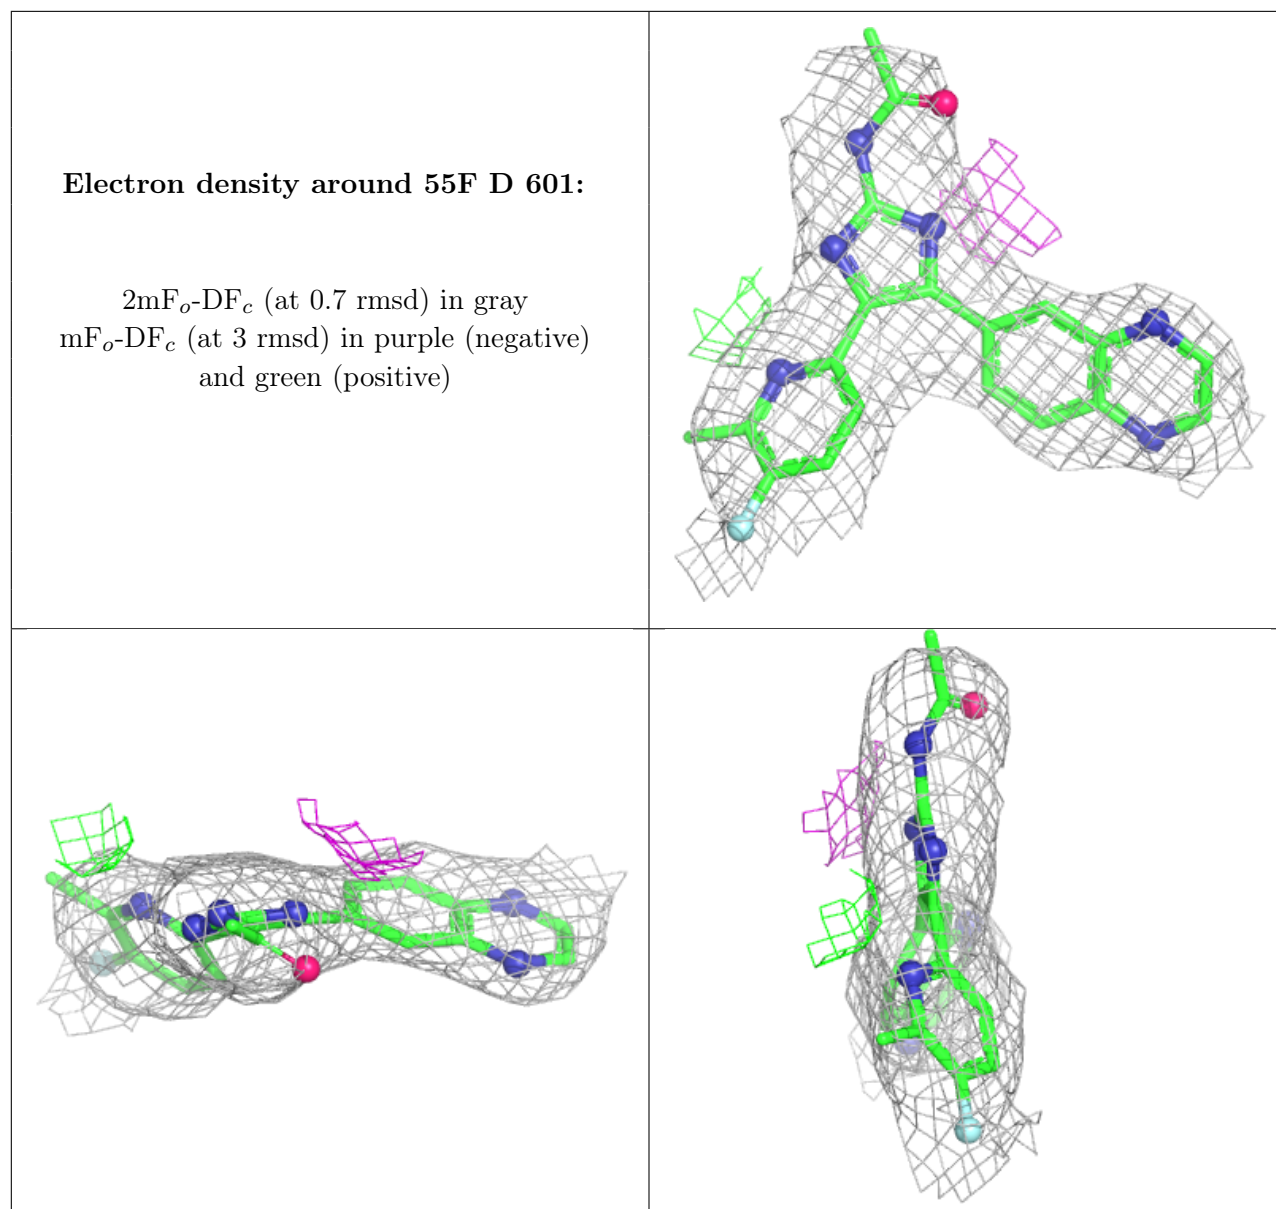 Electron density around 55F D 601:
2mFₒ-DF𝒸 (at 0.7 rmsd) in gray
mFₒ-DF𝒸 (at 3 rmsd) in purple (negative)
and green (positive)